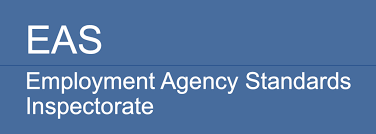 EAS
Employment Agency Standards
Inspectorate